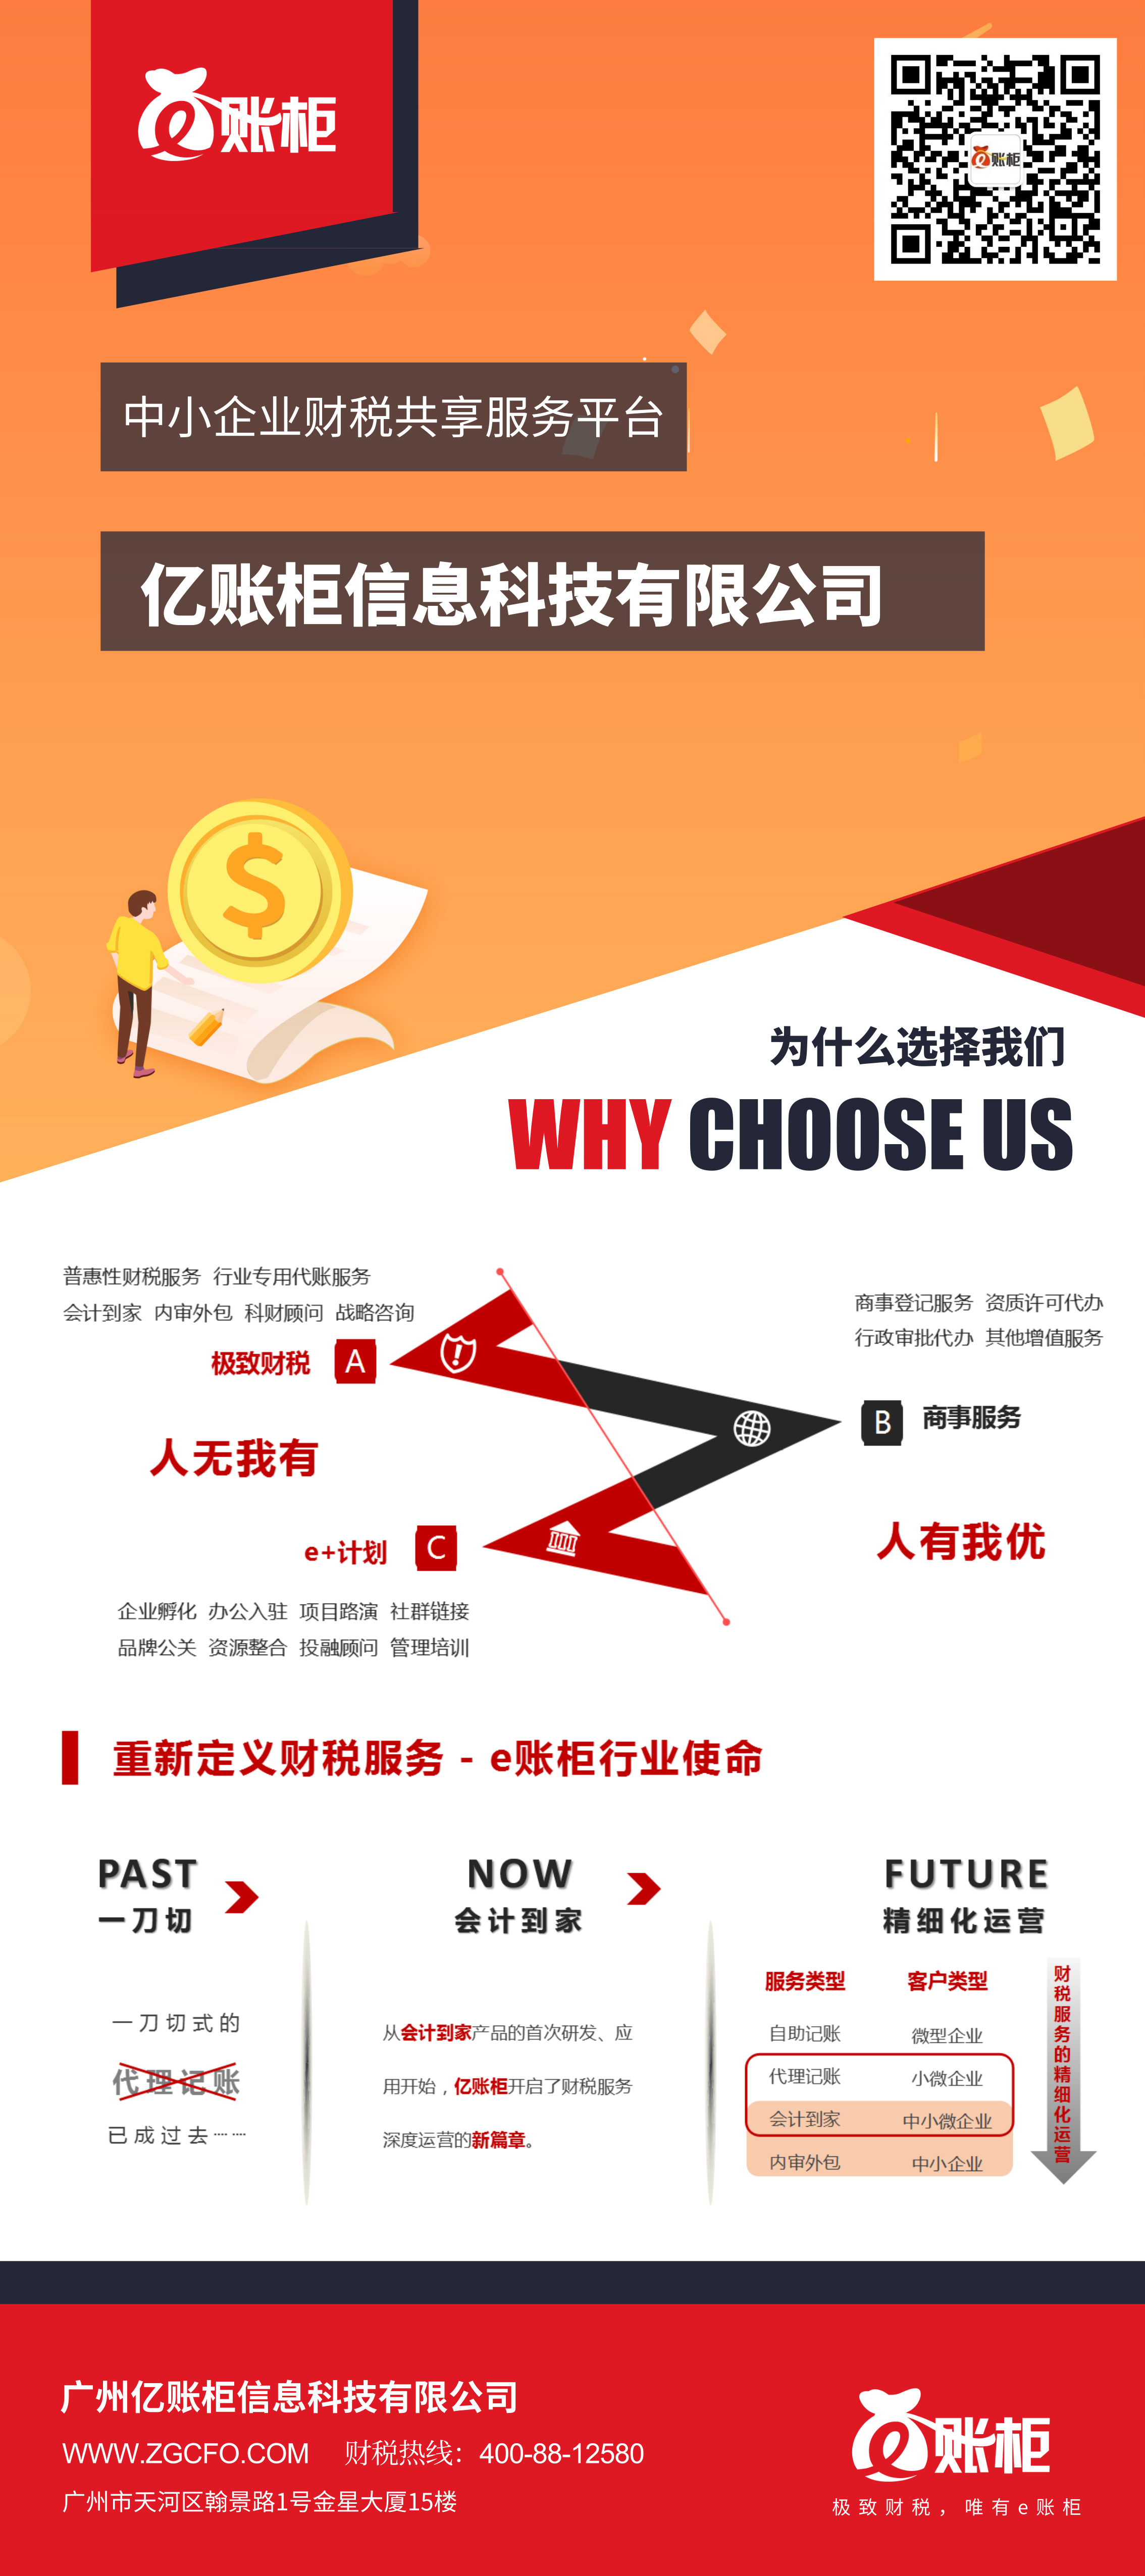 e账柜
e账柜
中小企业财税共享服务平台
亿账柜信息科技有限公司
$
为什么选择我们
WHY CHOOSE US
普惠性财税服务 行业专用代账服务
会计到家 内审外包 科财顾问 战略咨询
极致财税 A
人无我有
商事登记服务 资质许可代办
行政审批代办 其他增值服务
B 商事服务
人有我优
e+计划 C
企业孵化 办公入驻 项目路演 社群链接
品牌公关 资源整合 投融顾问 管理培训
重新定义财税服务 - e账柜行业使命
PAST
一刀切
一刀切式的
代理记账
已成过去……
NOW
会计到家
从会计到家产品的首次研发、应
用开始，亿账柜开启了财税服务
深度运营的新篇章。
FUTURE
精细化运营
服务类型 客户类型
自助记账 微型企业
代理记账 小微企业
会计到家 中小微企业
内审外包 中小企业
财税服务的精细化运营
广州亿账柜信息科技有限公司
WWW.ZGCFO.COM 财税热线：400-88-12580
广州市天河区翰景路1号金星大厦15楼
e账柜
极致财税，唯有e账柜